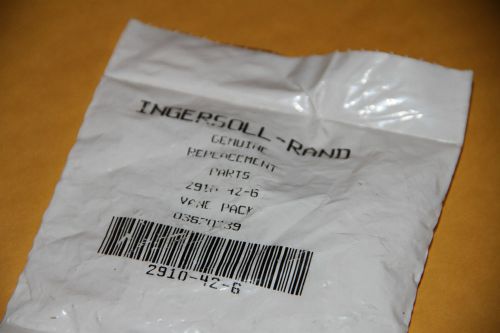 INGERSOLL-RAND
GENUINE
REPLACEMENT
PARTS
2910-42-6
VANE PACK
2910-42-6